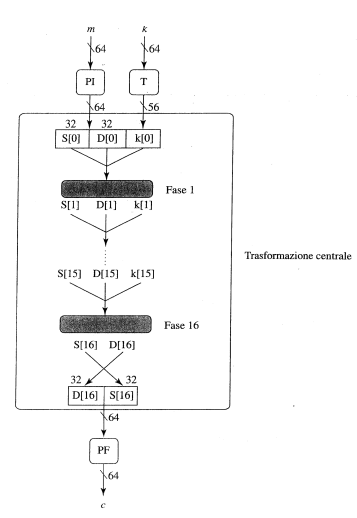 m k
64 64
PI T
64 56
32 32
S[0] D[0] k[0]
Fase 1
S[1] D[1] k[1]
Trasformazione centrale
S[15] D[15] k[15]
Fase 16
S[16] D[16]
32 32
D[16] S[16]
64
PF
64
c